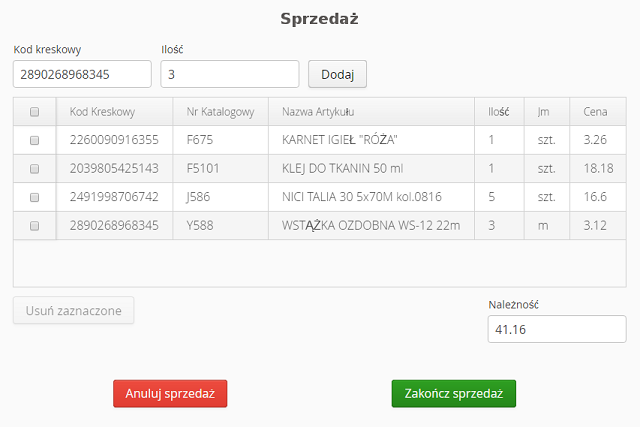 Sprzedaż
Kod kreskowy Ilość
2890268968345 3 Dodaj
Kod Kreskowy Nr Katalogowy Nazwa Artykułu Ilość Jm Cena
2260090916355 F675 KARNET IGIEŁ "RÓŻA" 1 szt. 3.26
2039805425143 F5101 KLEJ DO TKANIN 50 ml 1 szt. 18.18
2491998706742 J586 NICI TALIA 30 5x70M kol.0816 5 szt. 16.6
2890268968345 Y588 WSTĄŻKA OZDOBNA WS-12 22m 3 m 3.12
Usuń zaznaczone
Należność
41.16
Anuluj sprzedaż Zakończ sprzedaż